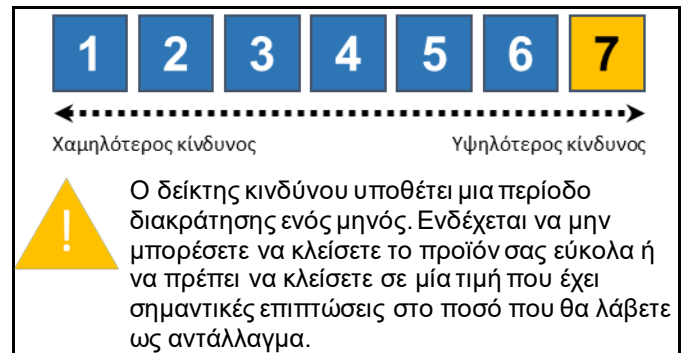 1 2 3 4 5 6 7
Χαμηλότερος κίνδυνος Υψηλότερος κίνδυνος
!
Ο δείκτης κινδύνου υποθέτει μια περίοδο
διακράτησης ενός μηνός. Ενδέχεται να μην
μπορέσετε να κλείσετε το προϊόν σας εύκολα ή
να πρέπει να κλείσετε σε μία τιμή που έχει
σημαντικές επιπτώσεις στο ποσό που θα λάβετε
ως αντάλλαγμα.